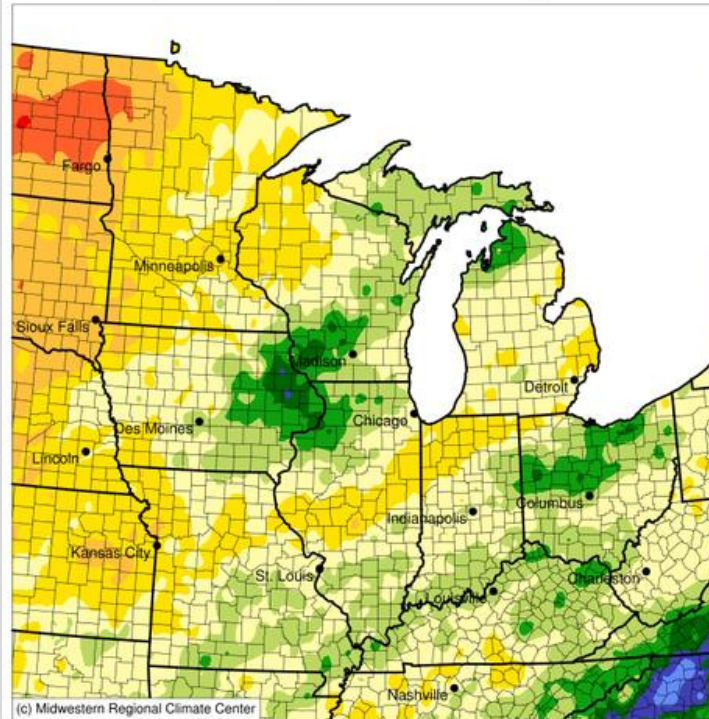 Fargo
Minneapolis
Sioux Falls
Madison
Detroit
Des Moines
Chicago
Lincoln
Columbus
Indianapolis
Kansas City
St. Louis
Charleston
Louisville
Nashville
(c) Midwestern Regional Climate Center